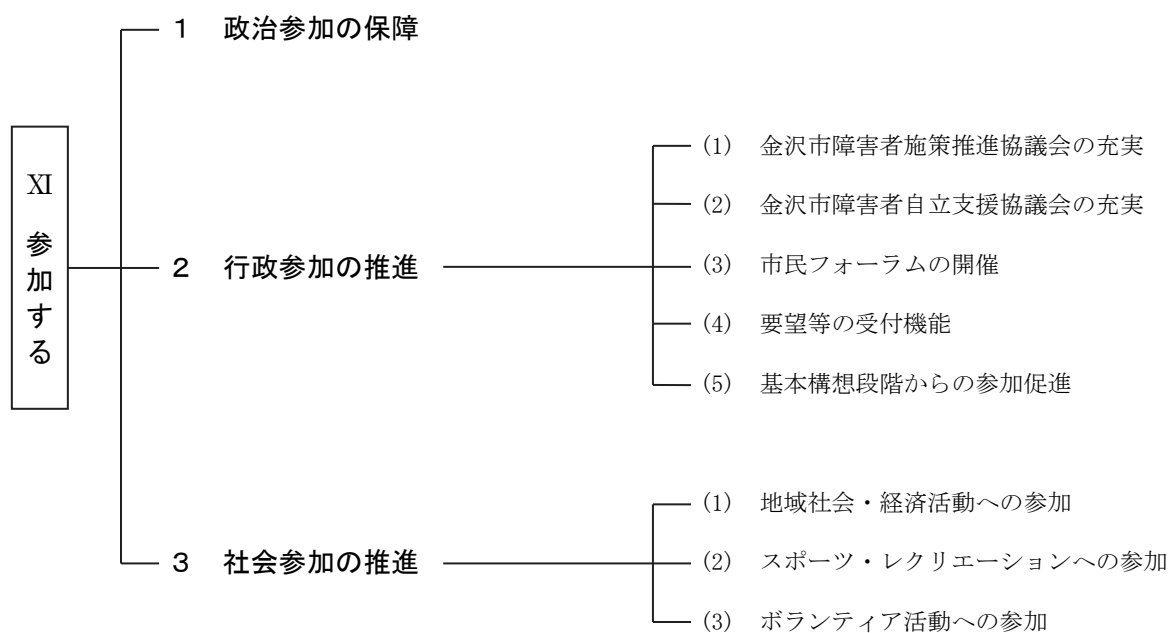 Ⅺ 参加する
１ 政治参加の保障
２ 行政参加の推進
(1) 金沢市障害者施策推進協議会の充実
(2) 金沢市障害者自立支援協議会の充実
(3) 市民フォーラムの開催
(4) 要望等の受付機能
(5) 基本構想段階からの参加促進
３ 社会参加の推進
(1) 地域社会・経済活動への参加
(2) スポーツ・レクリエーションへの参加
(3) ボランティア活動への参加